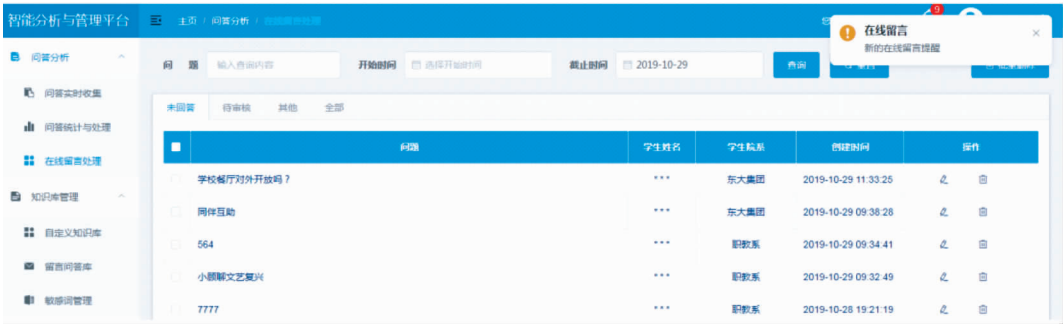 智能分析与管理平台 主页 / 问答分析 / 在线留言处理 9
在线留言
新的在线留言提醒
问答分析
问答实时收集
问答统计与处理
在线留言处理
知识库管理
自定义知识库
留言问答库
敏感词管理
问 题 输入查询内容 开始时间 选择开始时间 截止时间 2019-10-29 查询
未回答 待审核 其他 全部
问题 学生姓名 学生院系 创建时间 操作
学校餐厅对外开放吗？ *** 东大集团 2019-10-29 11:33:25
同伴互助 *** 东大集团 2019-10-29 09:38:28
564 *** 职教系 2019-10-29 09:34:41
小顾聊文艺复兴 *** 职教系 2019-10-29 09:32:49
7777 *** 职教系 2019-10-28 19:21:19